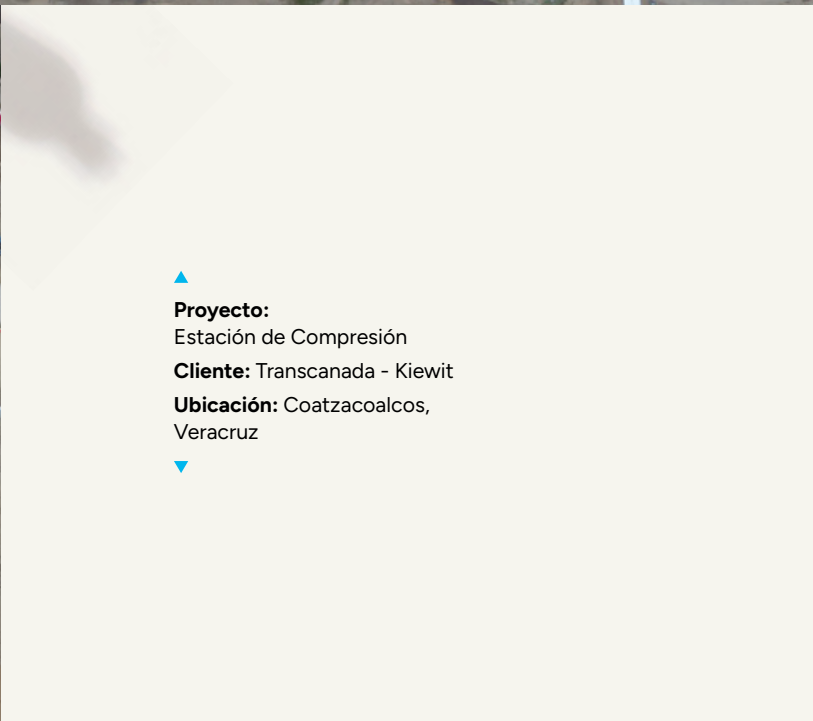 Proyecto:
Estación de Compresión
Cliente: Transcanada - Kiewit
Ubicación: Coatzacoalcos,
Veracruz